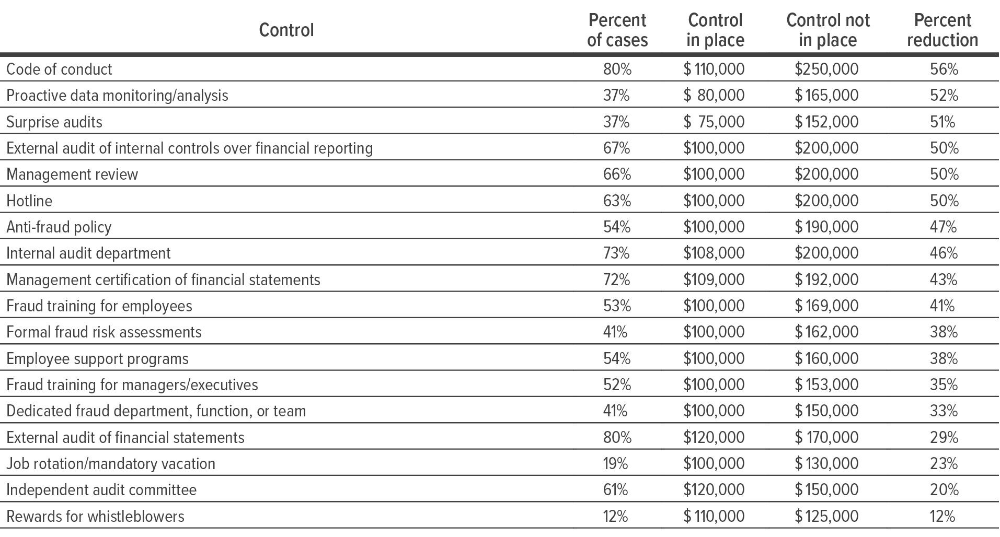 Control Percent of cases Control in place Control not in place Percent reduction
Code of conduct 80% $ 110,000 $250,000 56%
Proactive data monitoring/analysis 37% $ 80,000 $ 165,000 52%
Surprise audits 37% $ 75,000 $ 152,000 51%
External audit of internal controls over financial reporting 67% $100,000 $200,000 50%
Management review 66% $100,000 $200,000 50%
Hotline 63% $100,000 $200,000 50%
Anti-fraud policy 54% $100,000 $ 190,000 47%
Internal audit department 73% $108,000 $200,000 46%
Management certification of financial statements 72% $109,000 $ 192,000 43%
Fraud training for employees 53% $100,000 $ 169,000 41%
Formal fraud risk assessments 41% $100,000 $ 162,000 38%
Employee support programs 54% $100,000 $ 160,000 38%
Fraud training for managers/executives 52% $100,000 $ 153,000 35%
Dedicated fraud department, function, or team 41% $100,000 $ 150,000 33%
External audit of financial statements 80% $120,000 $ 170,000 29%
Job rotation/mandatory vacation 19% $100,000 $ 130,000 23%
Independent audit committee 61% $120,000 $ 150,000 20%
Rewards for whistleblowers 12% $ 110,000 $ 125,000 12%